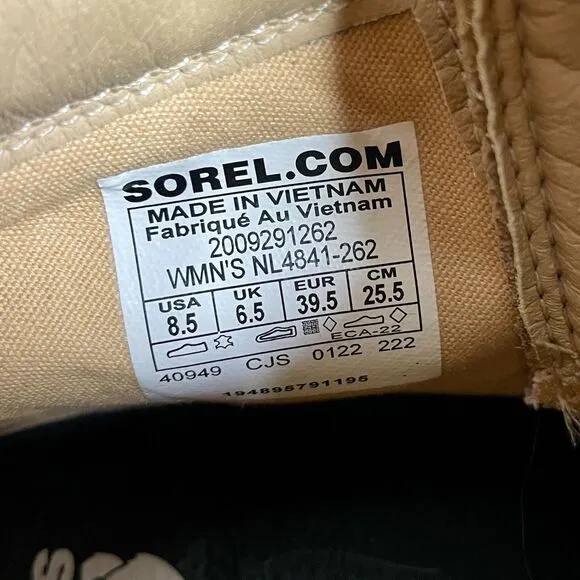 SOREL.COM
MADE IN VIETNAM
Fabriqué Au Vietnam
2009291262
WMN'S NL4841-262
USA UK EUR CM
8.5 6.5 39.5 25.5
ECA-22
40949 CJS 0122 222
194895791195
S